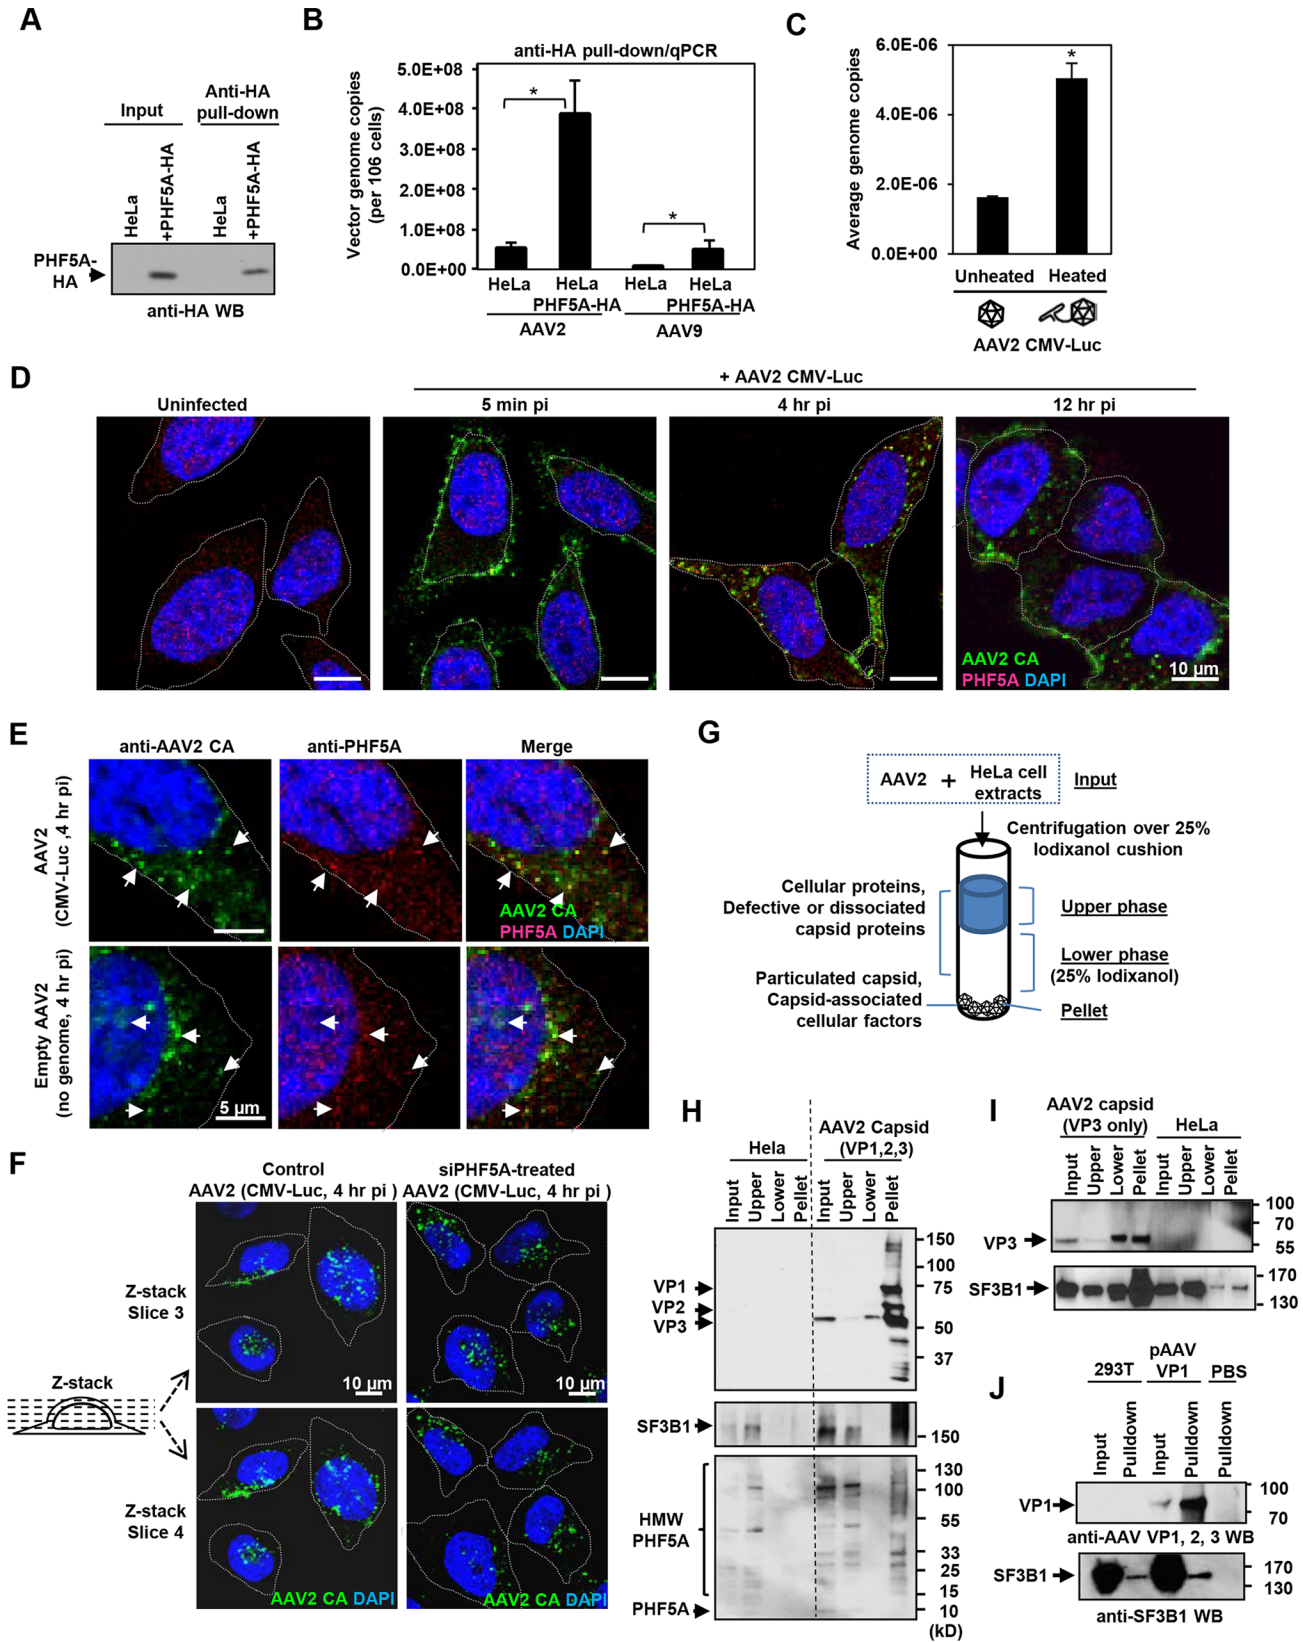 A
Input
Anti-HA
pull-down
HeLa
+PHF5A-HA
HeLa
+PHF5A-HA
PHF5A-
HA
anti-HA WB
B
anti-HA pull-down/qPCR
Vector genome copies
(per 106 cells)
5.0E+08
4.0E+08
3.0E+08
2.0E+08
1.0E+08
0.0E+00
*
*
HeLa
HeLa
PHF5A-HA
HeLa
HeLa
PHF5A-HA
AAV2
AAV9
C
Average genome copies
6.0E-06
4.0E-06
2.0E-06
0.0E+00
*
Unheated
Heated
AAV2 CMV-Luc
D
+ AAV2 CMV-Luc
Uninfected
5 min pi
4 hr pi
12 hr pi
AAV2 CA
PHF5A DAPI
10 µm
E
anti-AAV2 CA
anti-PHF5A
Merge
AAV2
(CMV-Luc ,4 hr pi)
AAV2 CA
PHF5A DAPI
Empty AAV2
(no genome, 4 hr pi)
5 µm
F
Control
AAV2 (CMV-Luc, 4 hr pi )
siPHF5A-treated
AAV2 (CMV-Luc, 4 hr pi )
Z-stack
Slice 3
10 µm
10 µm
Z-stack
Z-stack
Slice 4
AAV2 CA DAPI
AAV2 CA DAPI
G
AAV2 + HeLa cell
extracts
Input
Centrifugation over 25%
Iodixanol cushion
Cellular proteins,
Defective or dissociated
capsid proteins
Upper phase
Lower phase
(25% Iodixanol)
Particulated capsid,
Capsid-associated
cellular factors
Pellet
H
Hela
AAV2 Capsid
(VP1,2,3)
Input
Upper
Lower
Pellet
Input
Upper
Lower
Pellet
VP1
VP2
VP3
150
100
75
50
37
SF3B1
150
HMW
PHF5A
130
100
55
33
25
15
PHF5A
10
(kD)
I
AAV2 capsid
(VP3 only)
HeLa
Input
Upper
Lower
Pellet
Input
Upper
Lower
Pellet
VP3
100
70
55
SF3B1
170
130
J
293T
pAAV
VP1
PBS
Input
Pulldown
Input
Pulldown
Pulldown
VP1
100
70
anti-AAV VP1, 2, 3 WB
SF3B1
170
130
anti-SF3B1 WB